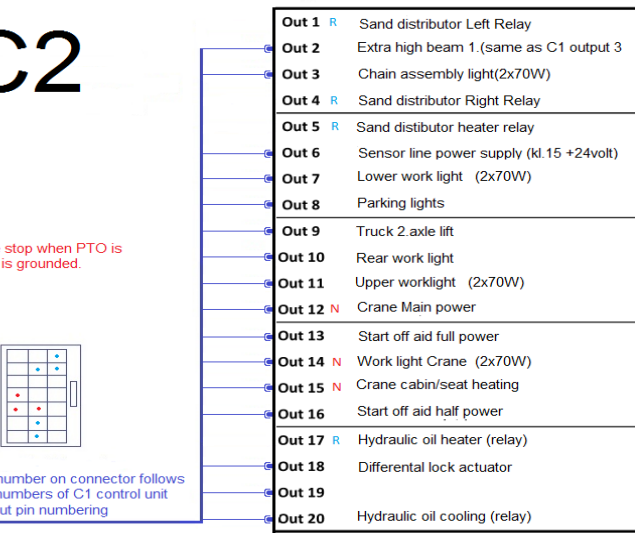 C2
Out 1 R Sand distributor Left Relay
Out 2 Extra high beam 1.(same as C1 output 3
Out 3 Chain assembly light(2x70W)
Out 4 R Sand distributor Right Relay
Out 5 R Sand distibutor heater relay
Out 6 Sensor line power supply (kl.15 +24volt)
Out 7 Lower work light (2x70W)
Out 8 Parking lights
Out 9 Truck 2.axle lift
Out 10 Rear work light
Out 11 Upper worklight (2x70W)
Out 12 N Crane Main power
Out 13 Start off aid full power
Out 14 N Work light Crane (2x70W)
Out 15 N Crane cabin/seat heating
Out 16 Start off aid half power
Out 17 R Hydraulic oil heater (relay)
Out 18 Differental lock actuator
Out 19
Out 20 Hydraulic oil cooling (relay)
stop when PTO is
is grounded.
number on connector follows
numbers of C1 control unit
ut pin numbering